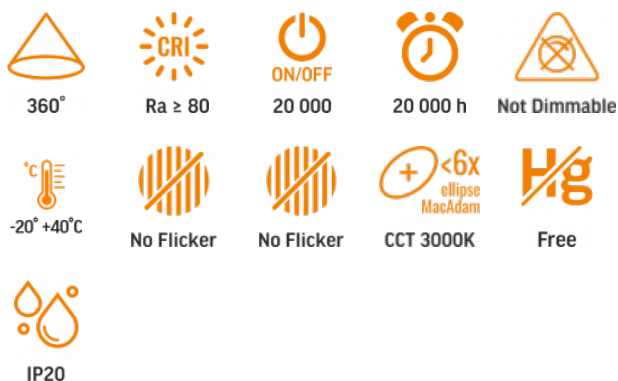 360°
CRI
Ra ≥ 80
ON/OFF
20 000
20 000 h
Not Dimmable
°C
-20° +40°C
No Flicker
No Flicker
<6x
ellipse
MacAdam
CCT 3000K
Hg
Free
IP20